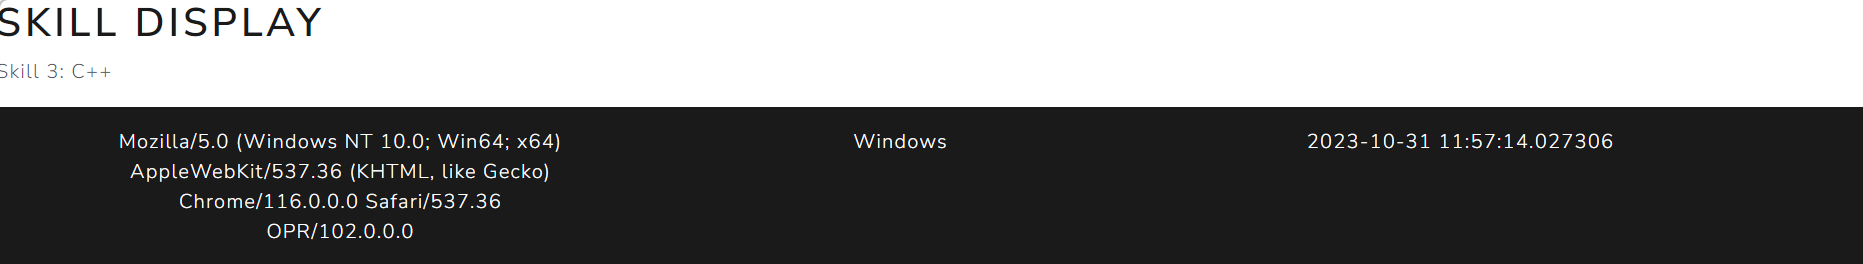 SKILL DISPLAY
Skill 3: C++
Mozilla/5.0 (Windows NT 10.0; Win64; x64)
AppleWebKit/537.36 (KHTML, like Gecko)
Chrome/116.0.0.0 Safari/537.36
OPR/102.0.0.0
Windows
2023-10-31 11:57:14.027306